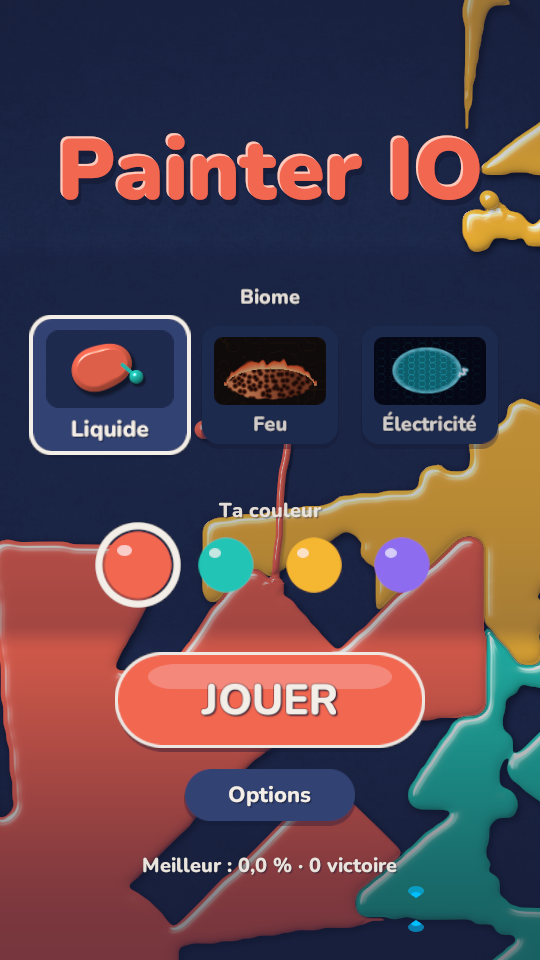 Painter IO
Biome
Liquide
Feu
Électricité
Ta couleur
JOUER
Options
Meilleur : 0,0 % · 0 victoire